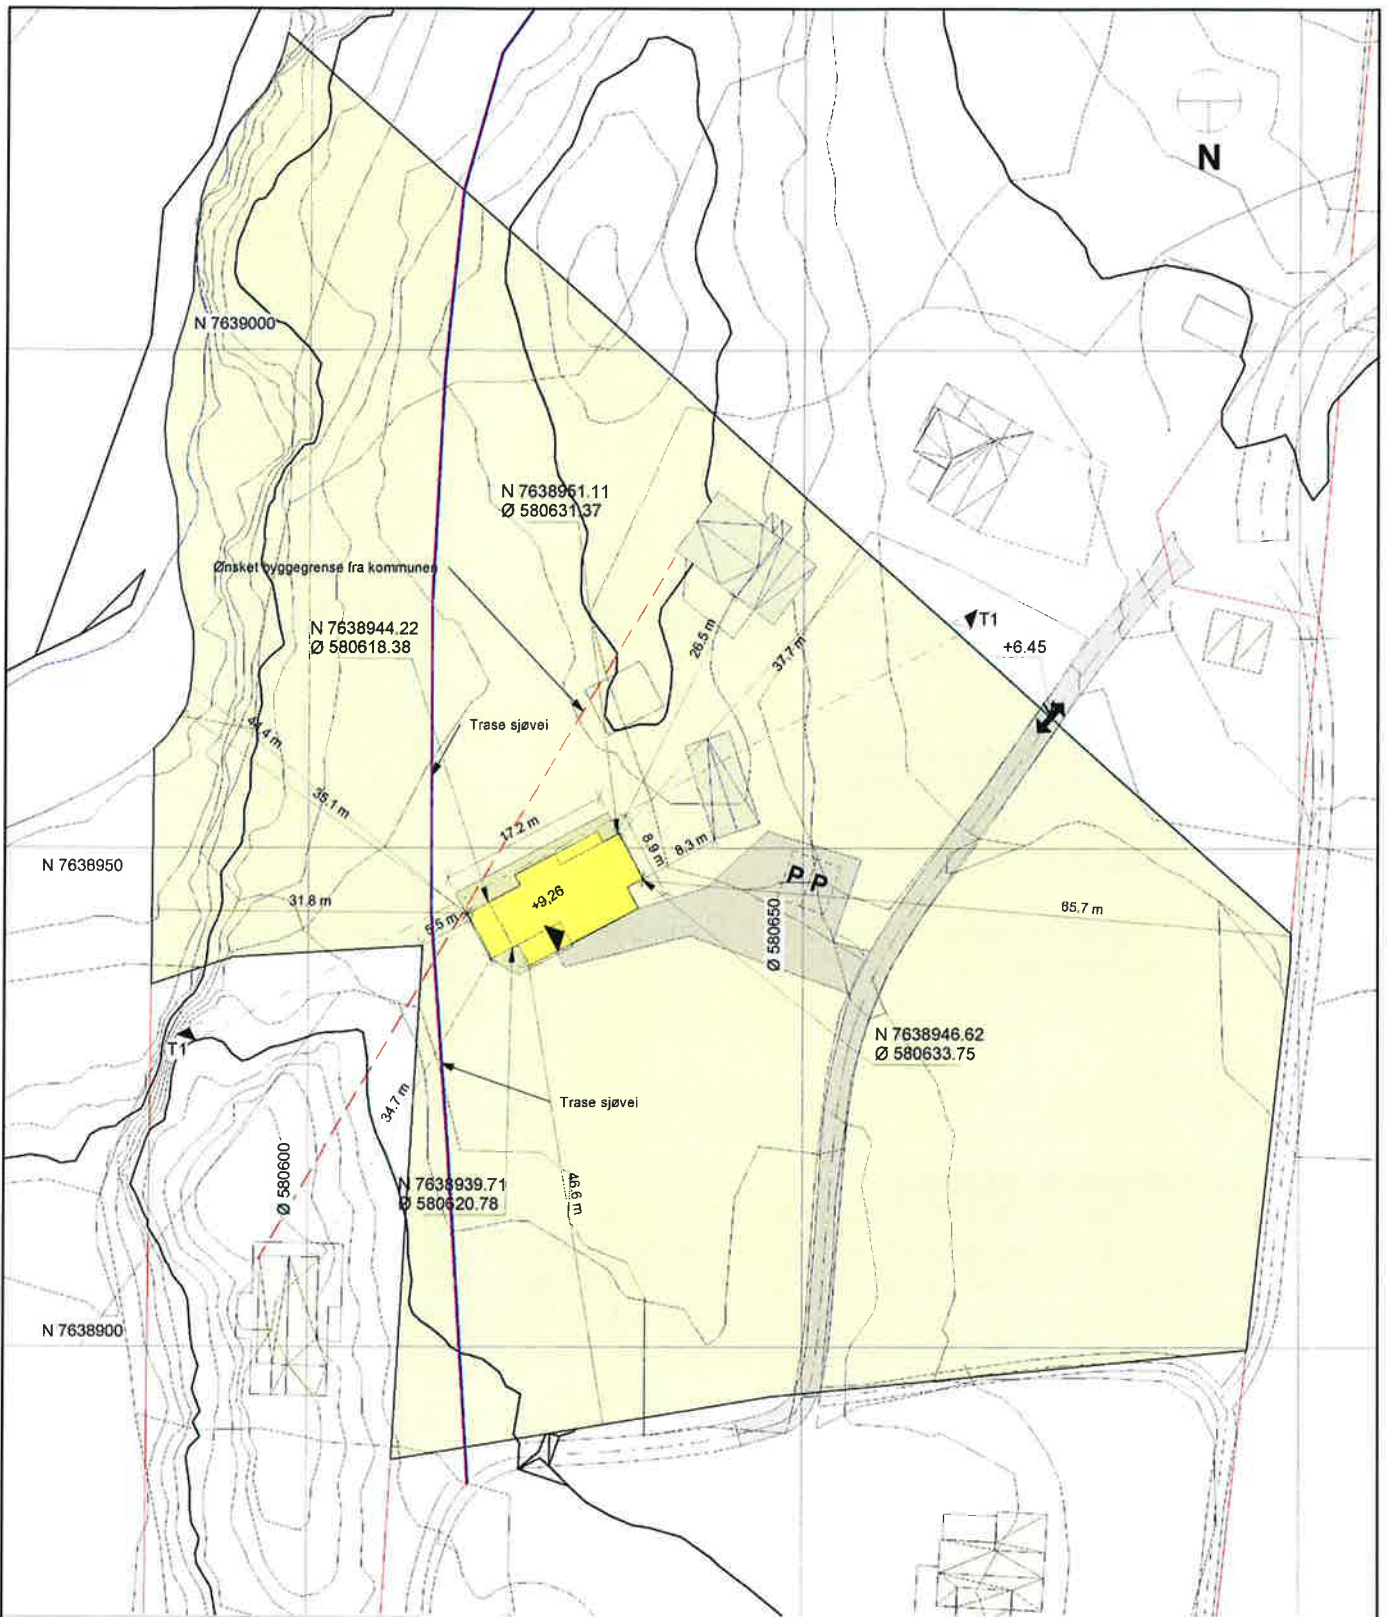 N
N 7639000
N 7638951.11
Ø 580631.37
Ønsket byggegrense fra kommunen
N 7638944.22
Ø 580618.38
T1
+6.45
26.5 m
37.7 m
Trase sjøvei
44.4 m
35.1 m
17.2 m
8.9 m
8.3 m
N 7638950
P P
+9,26
31.8 m
5.5 m
Ø 580650
65.7 m
T1
N 7638946.62
Ø 580633.75
34.7 m
Trase sjøvei
Ø 580600
N 7638939.71
Ø 580620.78
46.6 m
N 7638900